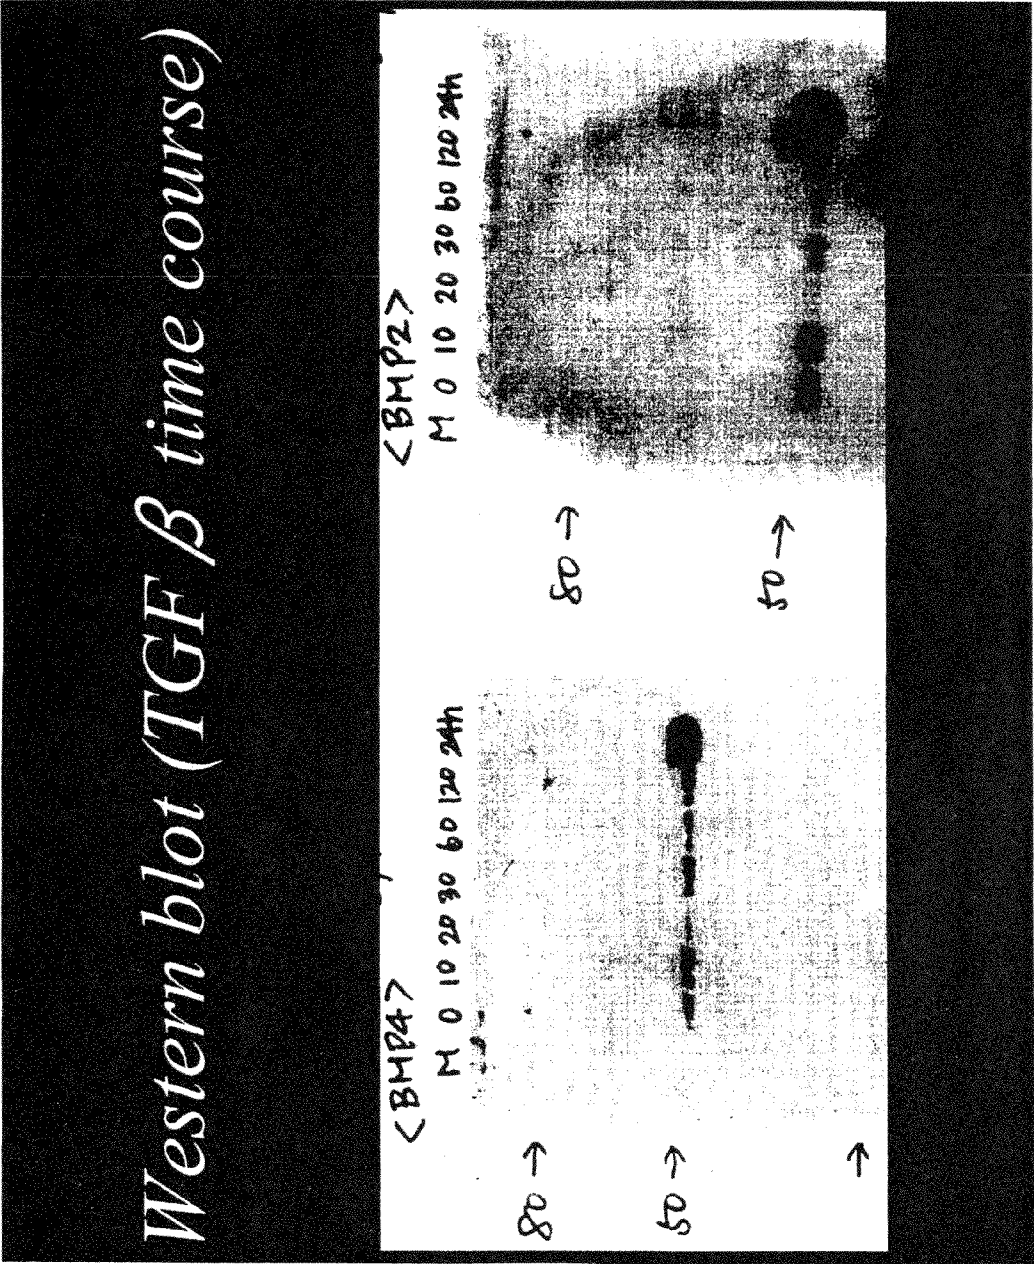 Western blot (TGF β time course)
<BMP4>
M 0 10 20 30 60 120 24h
80 →
50 →
→
<BMP2>
M 0 10 20 30 60 120 24h
80 →
50 →